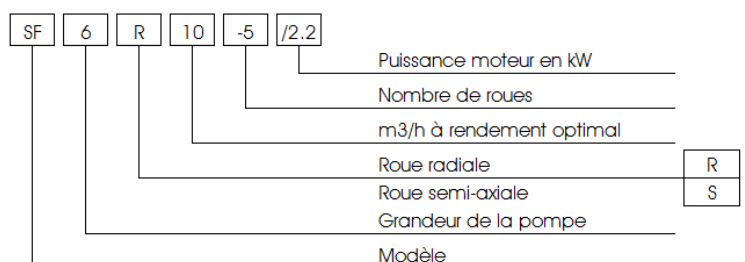 SF 6 R 10 -5 /2.2
Puissance moteur en kW
Nombre de roues
m3/h à rendement optimal
Roue radiale R
Roue semi-axiale S
Grandeur de la pompe
Modèle